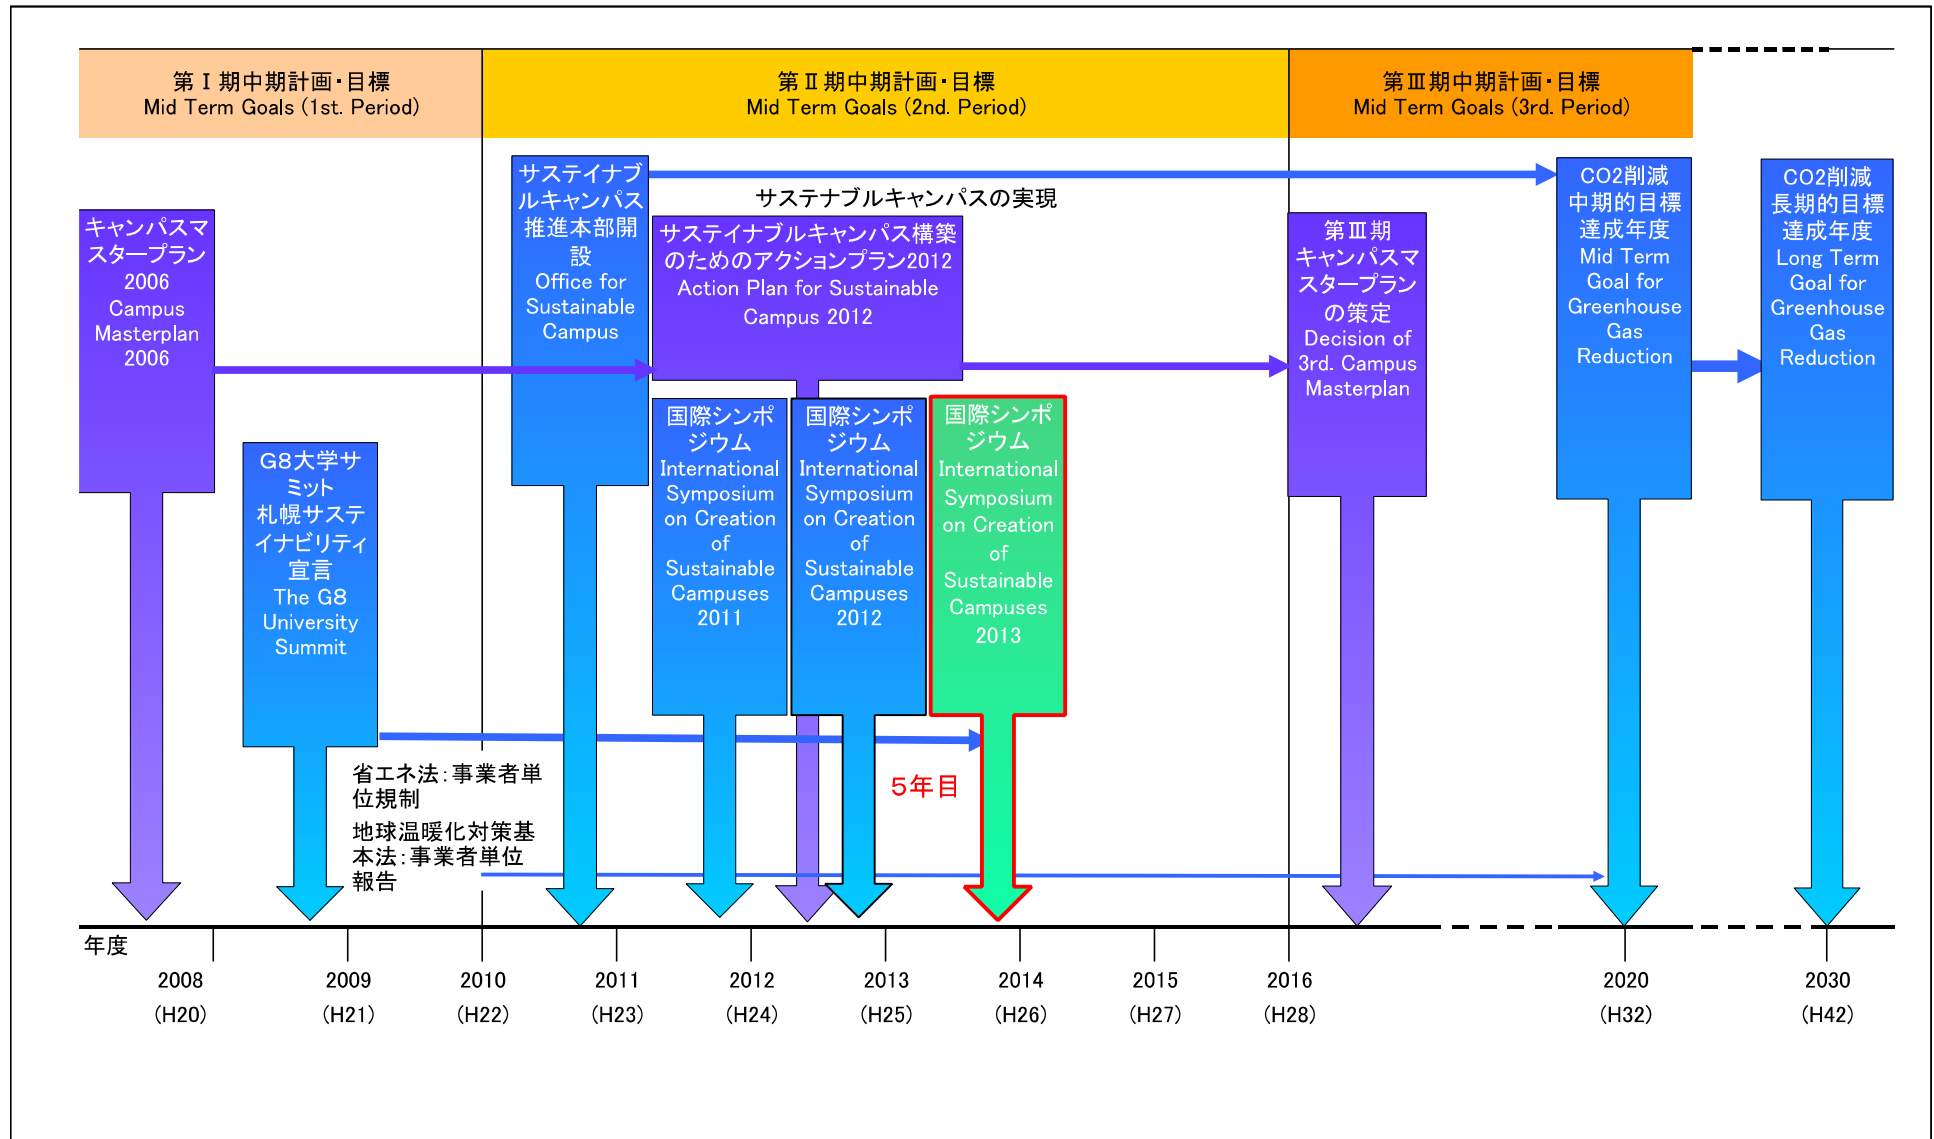 第Ⅰ期中期計画・目標
Mid Term Goals (1st. Period)
第Ⅱ期中期計画・目標
Mid Term Goals (2nd. Period)
第Ⅲ期中期計画・目標
Mid Term Goals (3rd. Period)
キャンパスマ
スタープラン
2006
Campus
Masterplan
2006
G8大学サ
ミット
札幌サステ
イナビリティ
宣言
The G8
University
Summit
省エネ法：事業者単
位規制
地球温暖化対策基
本法：事業者単位
報告
サステイナブ
ルキャンパス
推進本部開
設
Office for
Sustainable
Campus
サステナブルキャンパスの実現
サステイナブルキャンパス構築
のためのアクションプラン2012
Action Plan for Sustainable
Campus 2012
国際シンポ
ジウム
International
Symposium
on Creation
of
Sustainable
Campuses
2011
国際シンポ
ジウム
International
Symposium
on Creation
of
Sustainable
Campuses
2012
国際シンポ
ジウム
International
Symposium
on Creation
of
Sustainable
Campuses
2013
５年目
第Ⅲ期
キャンパスマ
スタープラン
の策定
Decision of
3rd. Campus
Masterplan
CO2削減
中期的目標
達成年度
Mid Term
Goal for
Greenhouse
Gas
Reduction
CO2削減
長期的目標
達成年度
Long Term
Goal for
Greenhouse
Gas
Reduction
年度
2008
(H20)
2009
(H21)
2010
(H22)
2011
(H23)
2012
(H24)
2013
(H25)
2014
(H26)
2015
(H27)
2016
(H28)
2020
(H32)
2030
(H42)